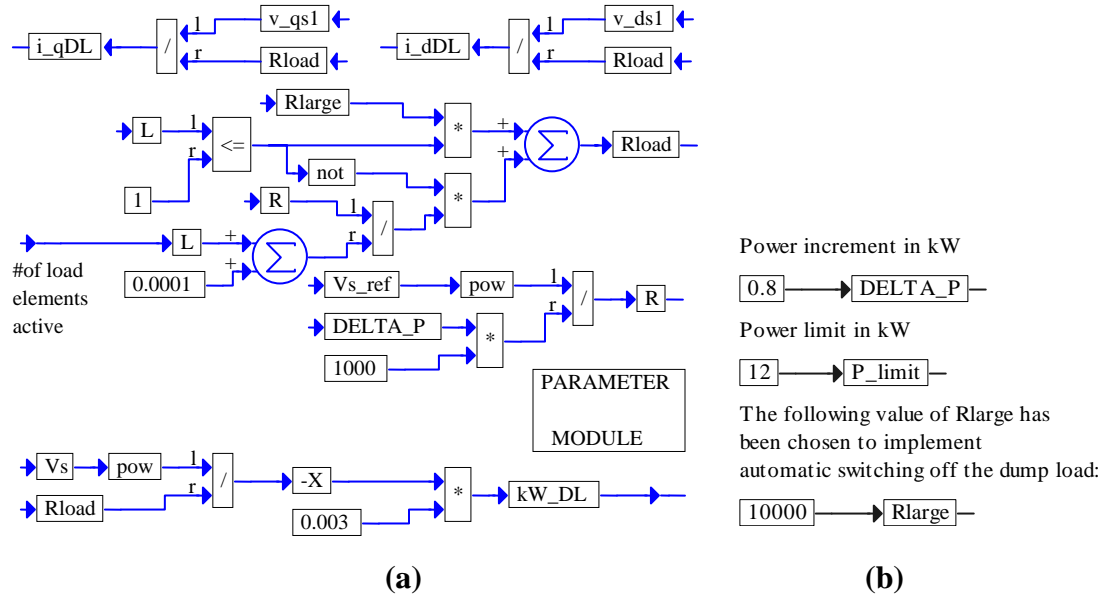 i_qDL
/
l
v_qs1
r
Rload
i_dDL
/
l
v_ds1
r
Rload
Rlarge
*
L
l
<=
r
1
not
*
+
+
Σ
Rload
R
l
/
r
L
+
+
Σ
0.0001
#of load
elements
active
Vs_ref
pow
l
/
r
R
DELTA_P
*
1000
PARAMETER
MODULE
Vs
pow
l
/
r
Rload
-X
*
0.003
kW_DL
(a)
Power increment in kW
0.8
DELTA_P
Power limit in kW
12
P_limit
The following value of Rlarge has
been chosen to implement
automatic switching off the dump load:
10000
Rlarge
(b)